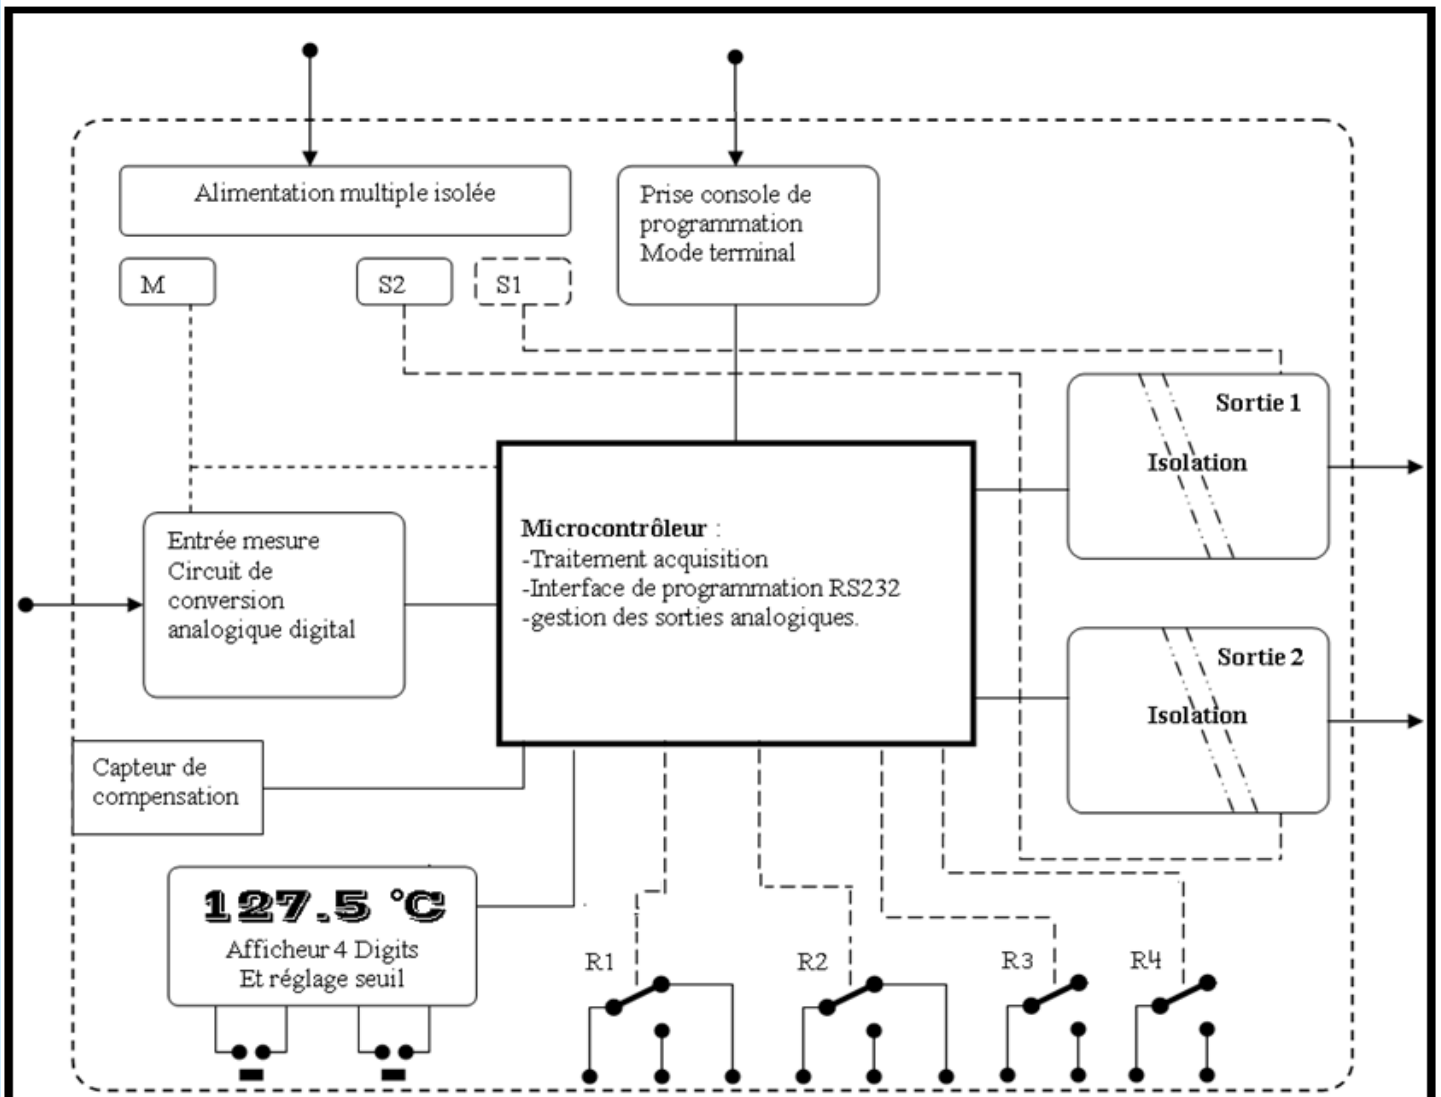 Alimentation multiple isolée
Prise console de
programmation
Mode terminal
M
S2
S1
Sortie 1
Isolation
Microcontrôleur :
-Traitement acquisition
-Interface de programmation RS232
-gestion des sorties analogiques.
Entrée mesure
Circuit de
conversion
analogique digital
Sortie 2
Isolation
Capteur de
compensation
127.5 °C
Afficheur 4 Digits
Et réglage seuil
R1
R2
R3
R4